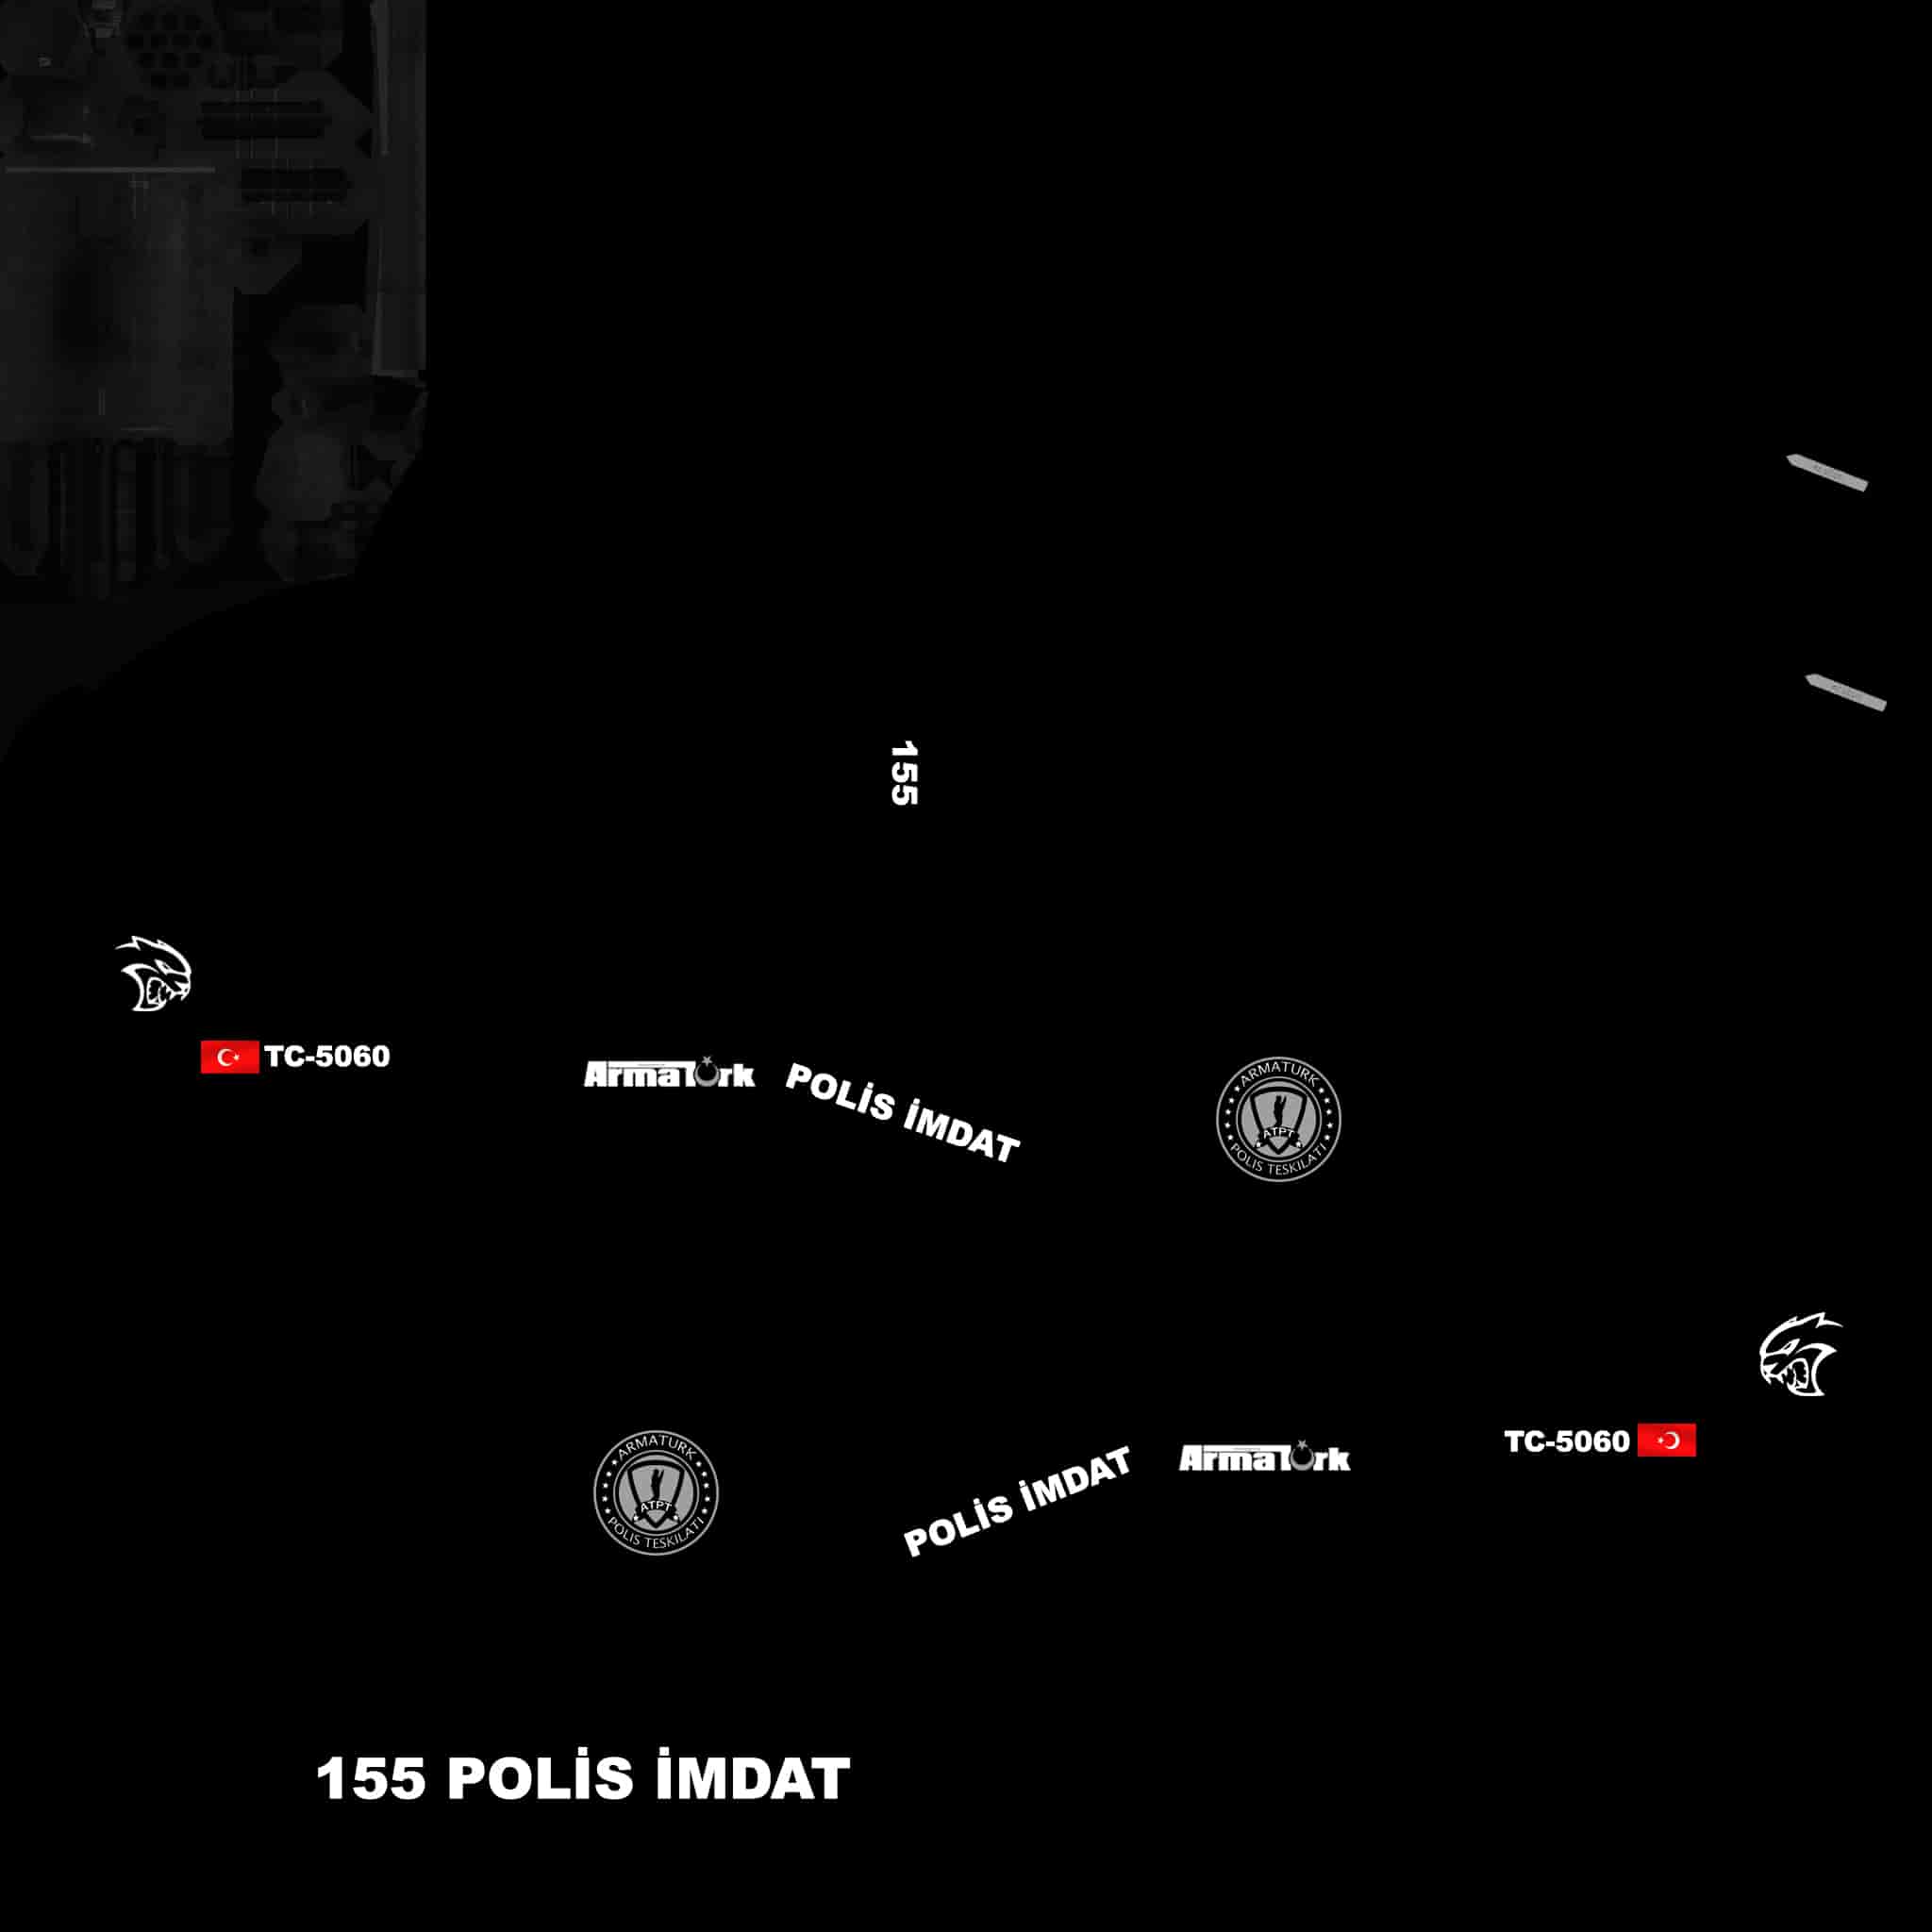 155
TC-5060
ArmaTürk
POLİS İMDAT
ARMATURK
ATPT
POLIS TESKILATI
TC-5060
ArmaTürk
POLİS İMDAT
ARMATURK
ATPT
POLIS TESKILATI
155 POLİS İMDAT